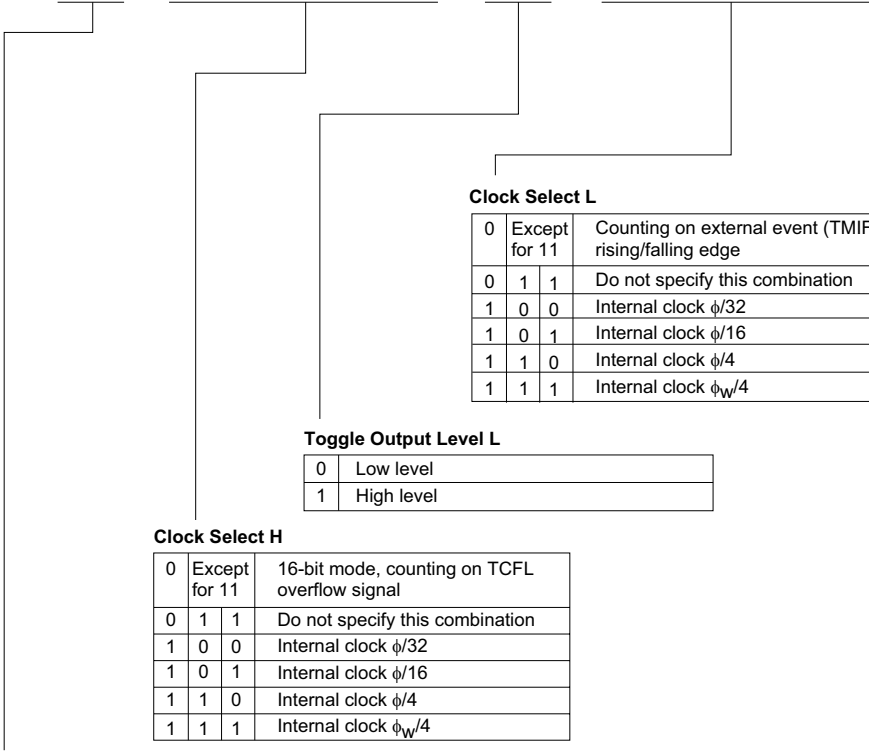 Clock Select L
0 Except for 11 Counting on external event (TMIF
rising/falling edge
0 1 1 Do not specify this combination
1 0 0 Internal clock ϕ/32
1 0 1 Internal clock ϕ/16
1 1 0 Internal clock ϕ/4
1 1 1 Internal clock ϕW/4
Toggle Output Level L
0 Low level
1 High level
Clock Select H
0 Except for 11 16-bit mode, counting on TCFL
overflow signal
0 1 1 Do not specify this combination
1 0 0 Internal clock ϕ/32
1 0 1 Internal clock ϕ/16
1 1 0 Internal clock ϕ/4
1 1 1 Internal clock ϕW/4